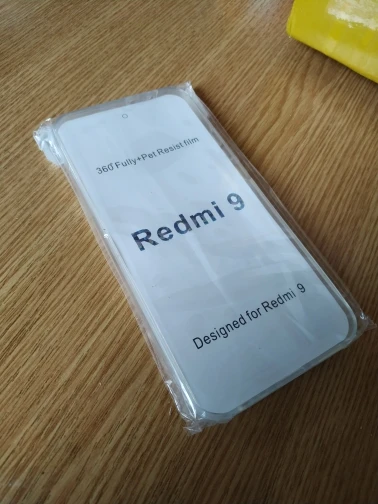 360°Fully+Pet Resist film
Redmi 9
Designed for Redmi 9